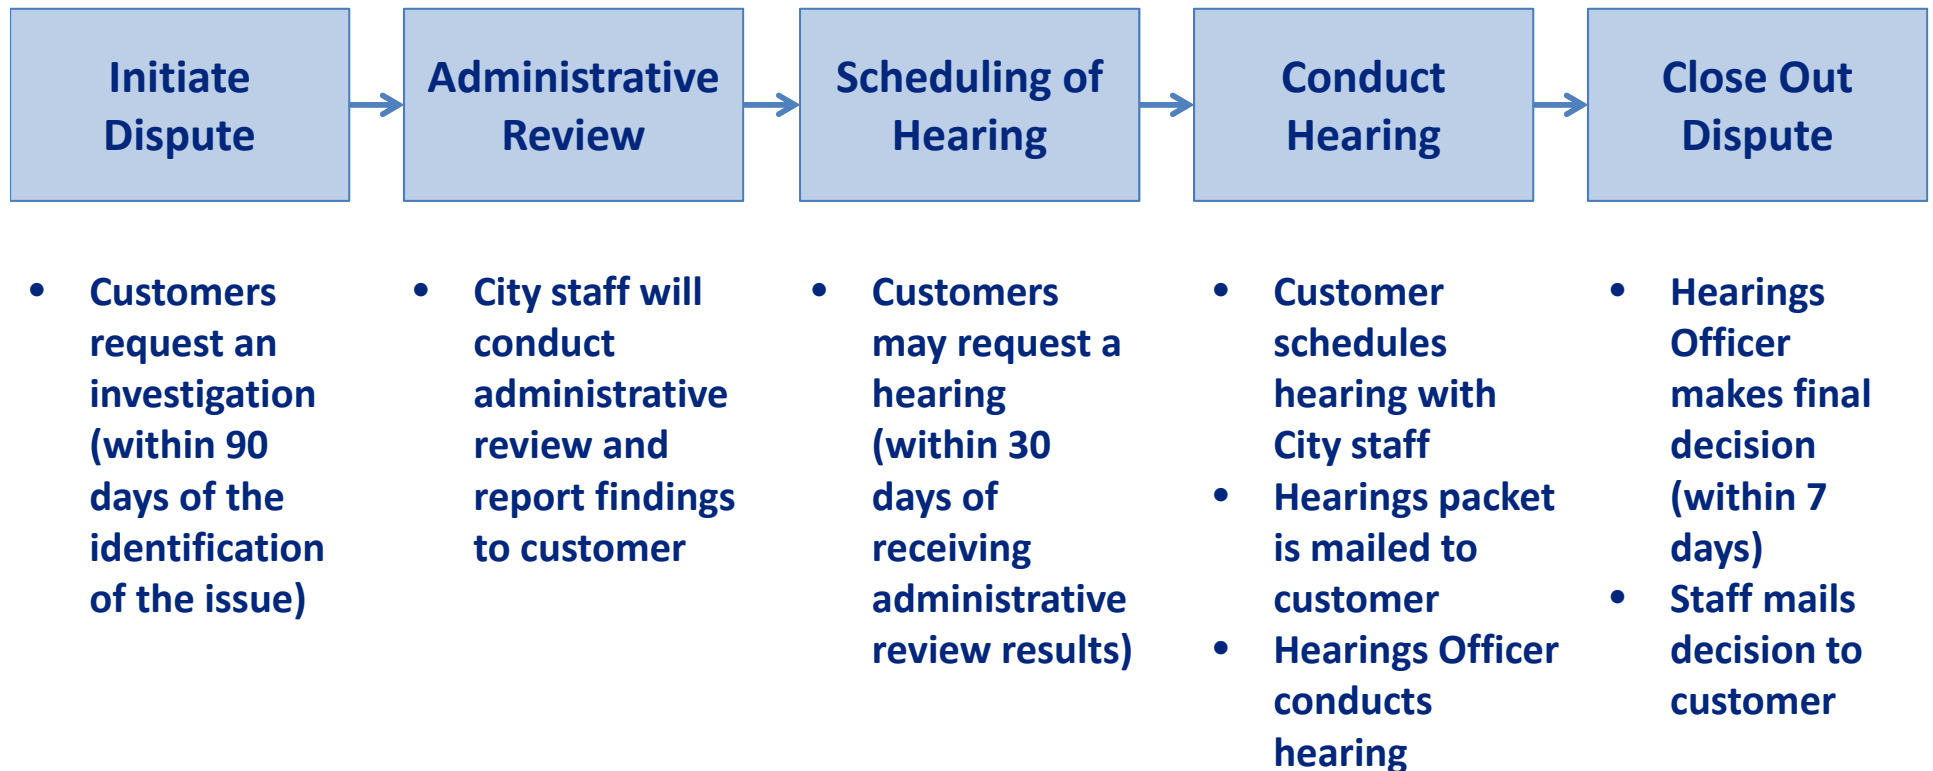 Initiate
Dispute
Administrative
Review
Scheduling of
Hearing
Conduct
Hearing
Close Out
Dispute
• Customers
request an
investigation
(within 90
days of the
identification
of the issue)
• City staff will
conduct
administrative
review and
report findings
to customer
• Customers
may request a
hearing
(within 30
days of
receiving
administrative
review results)
• Customer
schedules
hearing with
City staff
• Hearings packet
is mailed to
customer
• Hearings Officer
conducts
hearing
• Hearings
Officer
makes final
decision
(within 7
days)
• Staff mails
decision to
customer